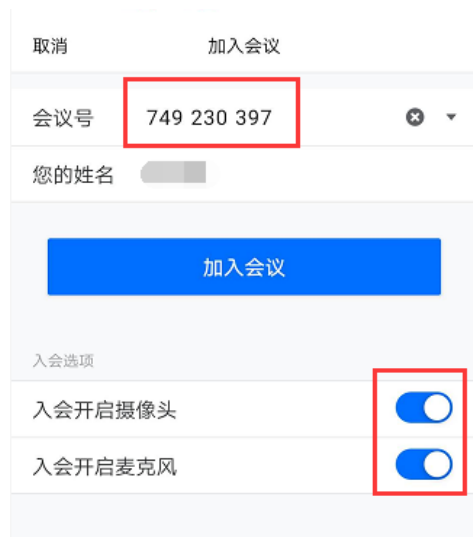 取消 加入会议
会议号 749 230 397
您的姓名
加入会议
入会选项
入会开启摄像头
入会开启麦克风